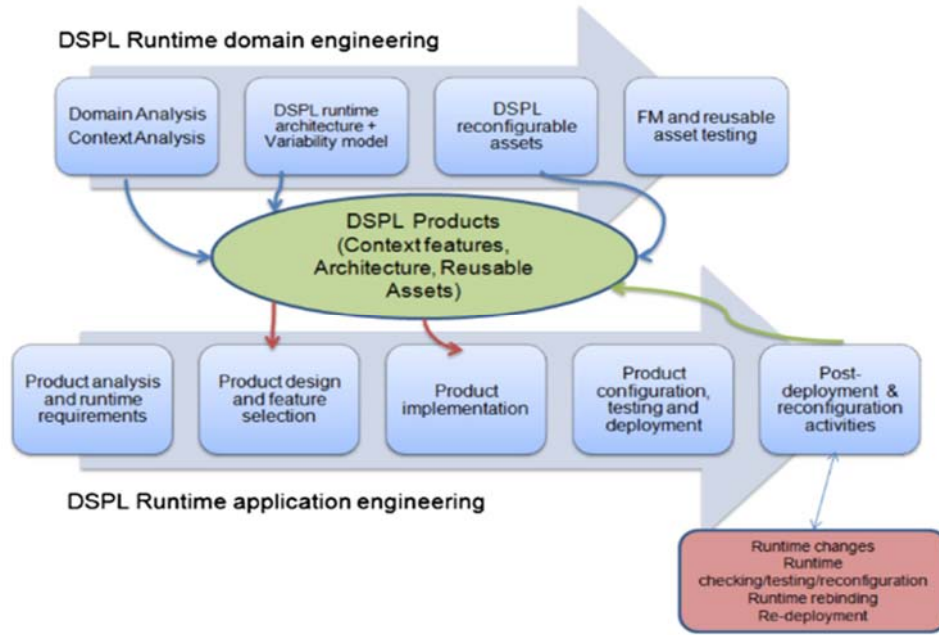 DSPL Runtime domain engineering
Domain Analysis
Context Analysis
DSPL runtime
architecture +
Variability model
DSPL
reconfigurable
assets
FM and reusable
asset testing
DSPL Products
(Context features,
Architecture, Reusable
Assets)
Product analysis
and runtime
requirements
Product design
and feature
selection
Product
implementation
Product
configuration,
testing and
deployment
Post-
deployment &
reconfiguration
activities
DSPL Runtime application engineering
Runtime changes
Runtime
checking/testing/reconfiguration
Runtime rebinding
Re-deployment